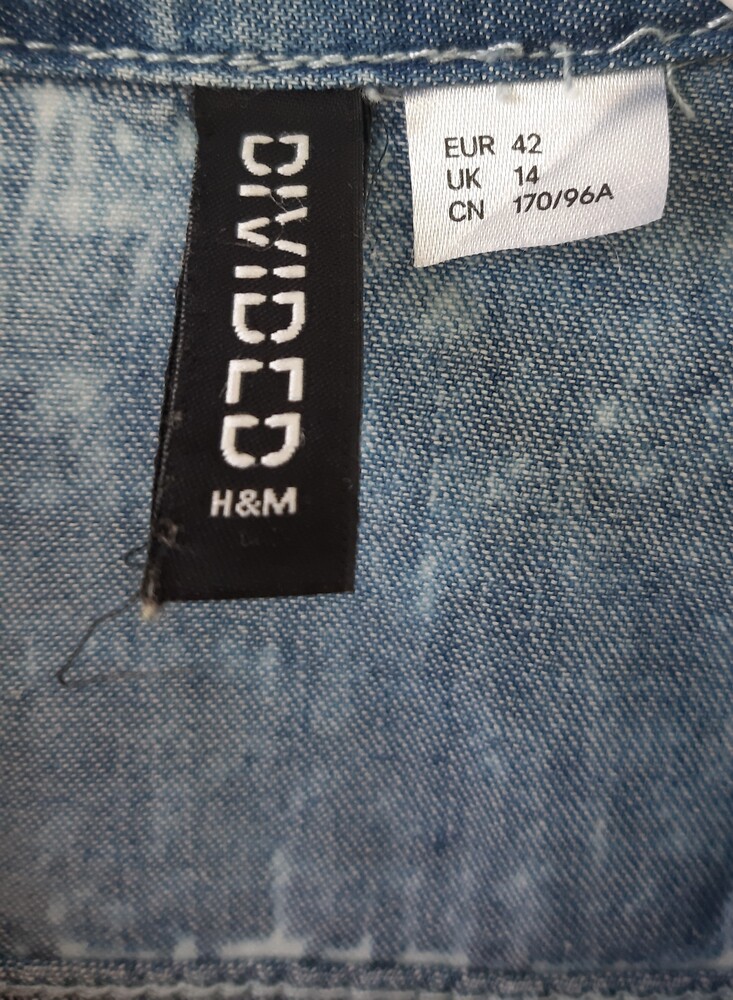 DIVIDED
H&M
EUR 42
UK 14
CN 170/96A